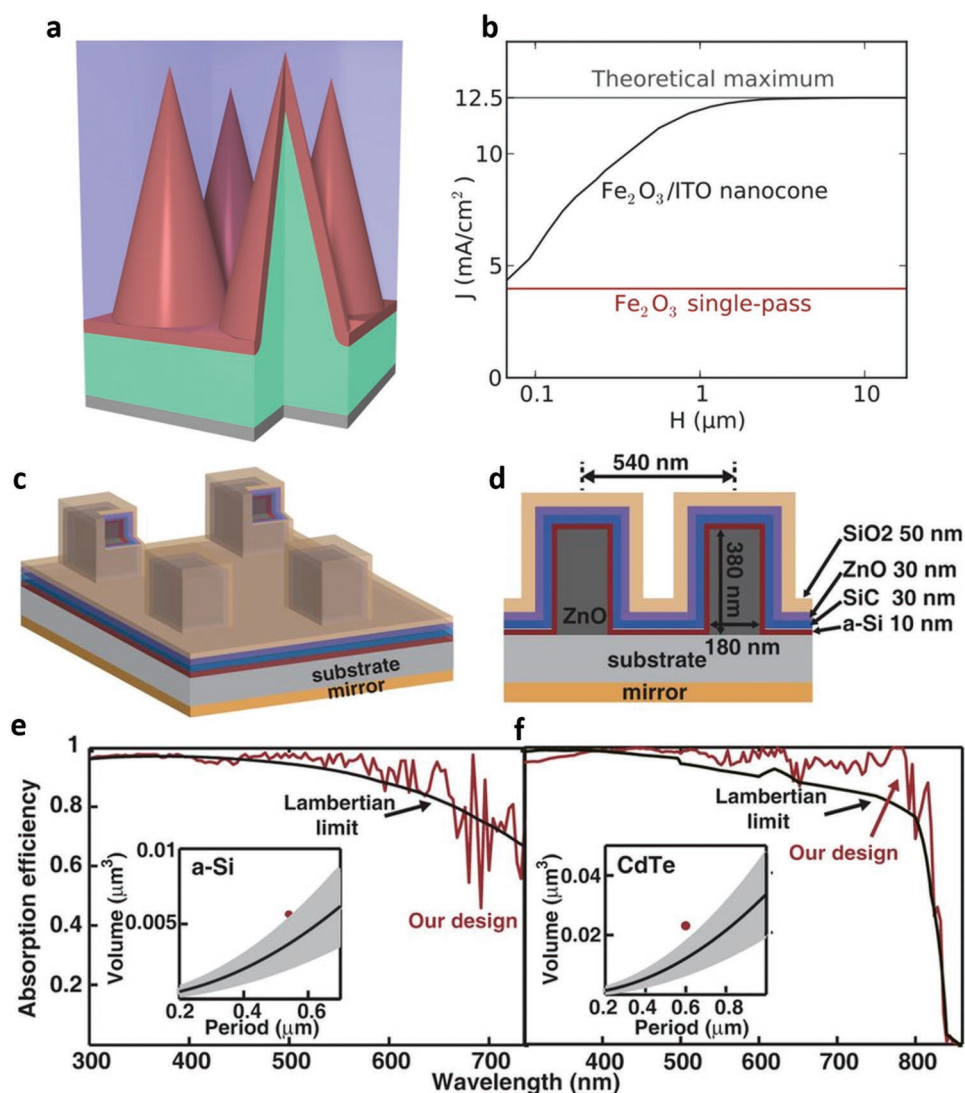 a
b
Theoretical maximum
12.5
10
5
0
J (mA/cm²)
Fe₂O₃/ITO nanocone
Fe₂O₃ single-pass
0.1 1 10
H (μm)
c
substrate
mirror
d
540 nm
380 nm
ZnO
180 nm
SiO2 50 nm
ZnO 30 nm
SiC 30 nm
a-Si 10 nm
substrate
mirror
e
Absorption efficiency
1
0.8
0.6
0.4
0.2
Lambertian
limit
Our design
a-Si
Volume (μm³)
0.01
0.005
0.2 0.4 0.6
Period (μm)
300 400 500 600 700
f
Lambertian
limit
Our design
CdTe
Volume (μm³)
0.04
0.02
0.2 0.4 0.6 0.8
Period (μm)
400 500 600 700 800
Wavelength (nm)